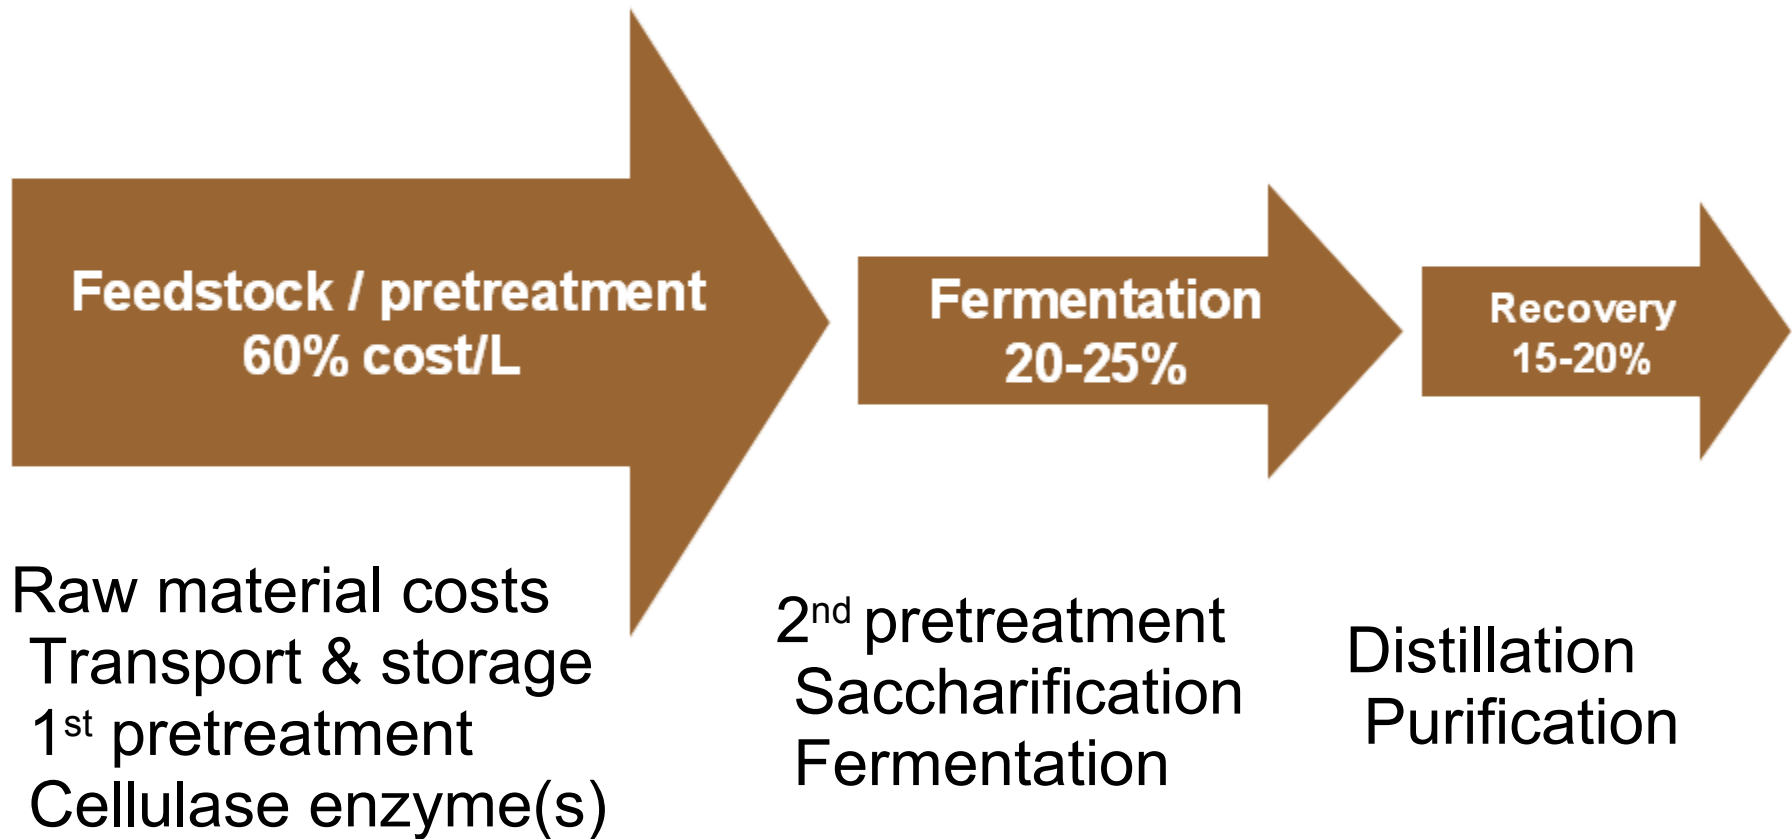 Feedstock / pretreatment
60% cost/L
Fermentation
20-25%
Recovery
15-20%
Raw material costs
Transport & storage
1st pretreatment
Cellulase enzyme(s)
2nd pretreatment
Saccharification
Fermentation
Distillation
Purification